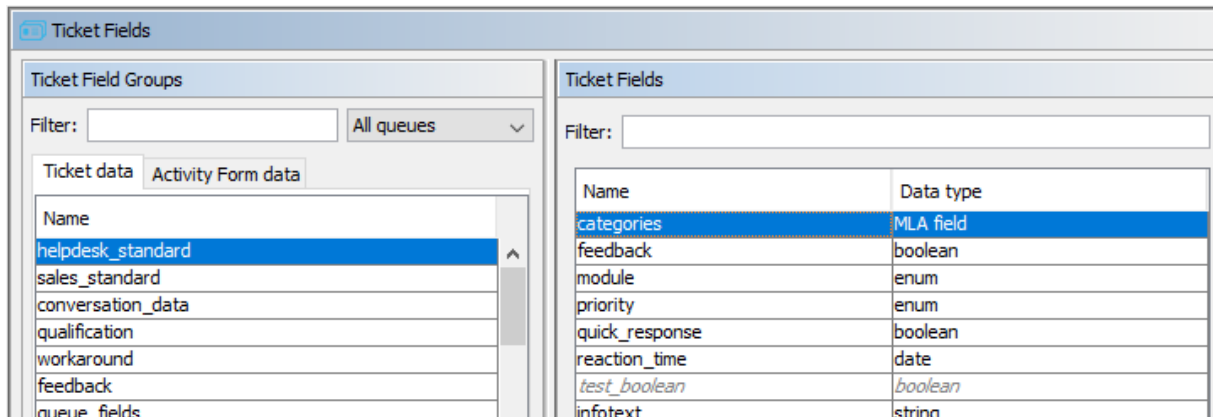 Ticket Fields
Ticket Field Groups
Filter:
All queues
Ticket data
Activity Form data
Name
helpdesk_standard
sales_standard
conversation_data
qualification
workaround
feedback
queue_fields
Ticket Fields
Filter:
Name Data type
categories MLA field
feedback boolean
module enum
priority enum
quick_response boolean
reaction_time date
test_boolean boolean
infotext string